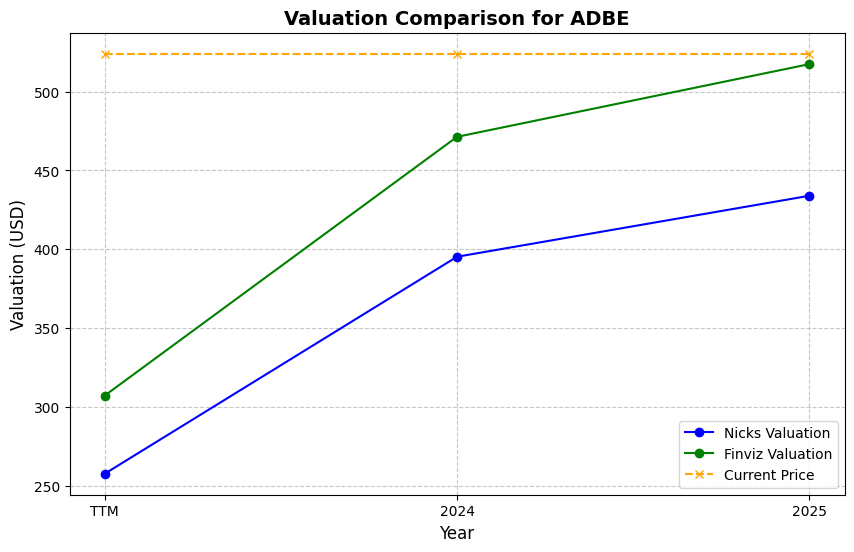 Valuation Comparison for ADBE
Valuation (USD)
500
450
400
350
300
250
TTM
2024
2025
Year
Nicks Valuation
Finviz Valuation
Current Price